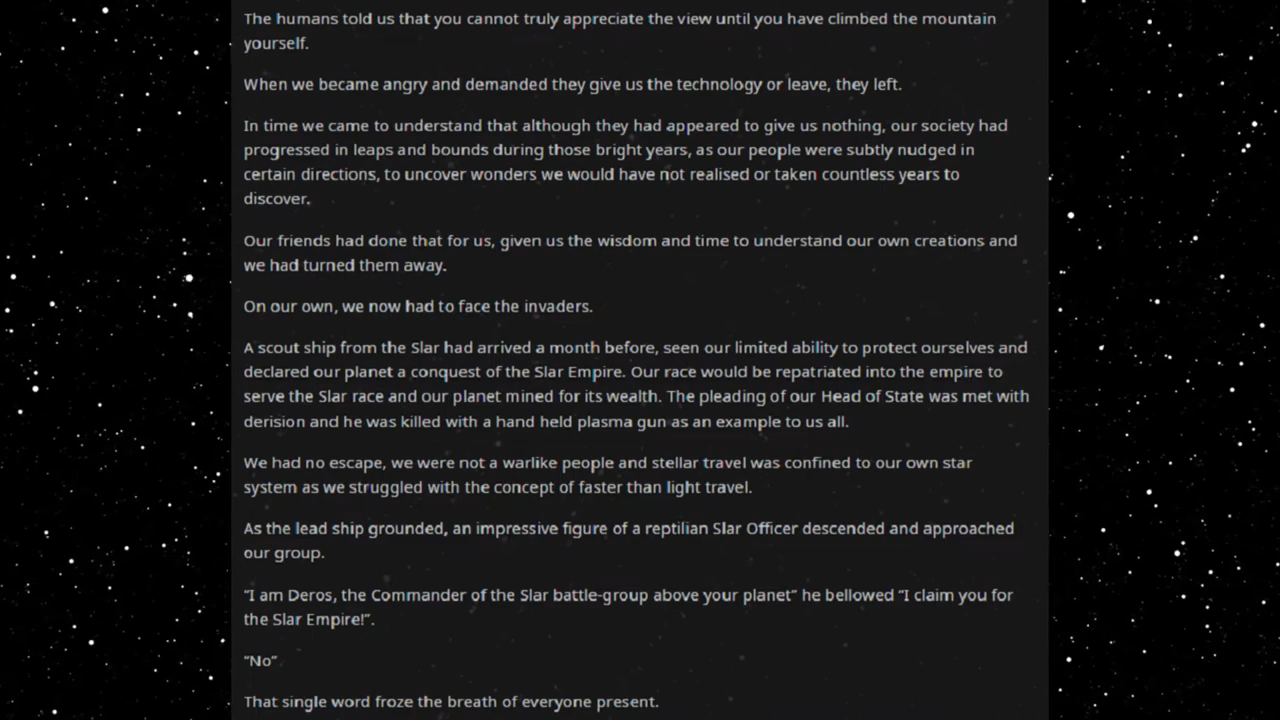 The humans told us that you cannot truly appreciate the view until you have climbed the mountain
yourself.
When we became angry and demanded they give us the technology or leave, they left.
In time we came to understand that although they had appeared to give us nothing, our society had
progressed in leaps and bounds during those bright years, as our people were subtly nudged in
certain directions, to uncover wonders we would have not realised or taken countless years to
discover.
Our friends had done that for us, given us the wisdom and time to understand our own creations and
we had turned them away.
On our own, we now had to face the invaders.
A scout ship from the Slar had arrived a month before, seen our limited ability to protect ourselves and
declared our planet a conquest of the Slar Empire. Our race would be repatriated into the empire to
serve the Slar race and our planet mined for its wealth. The pleading of our Head of State was met with
derision and he was killed with a hand held plasma gun as an example to us all.
We had no escape, we were not a warlike people and stellar travel was confined to our own star
system as we struggled with the concept of faster than light travel.
As the lead ship grounded, an impressive figure of a reptilian Slar Officer descended and approached
our group.
“I am Deros, the Commander of the Slar battle-group above your planet” he bellowed “I claim you for
the Slar Empire!”.
“No”
That single word froze the breath of everyone present.